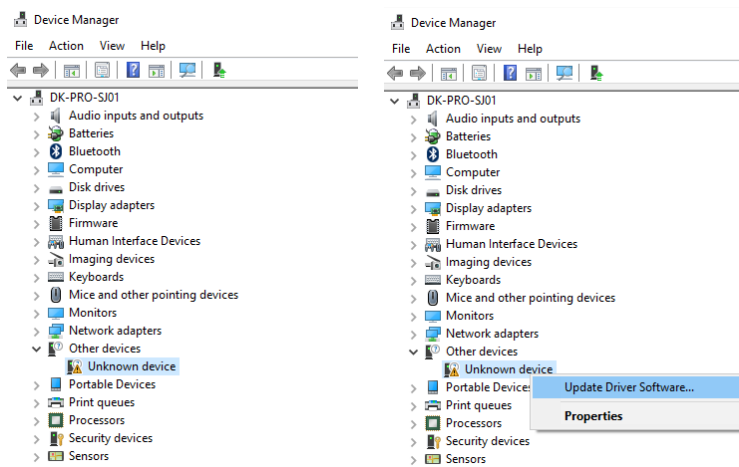 Device Manager
File Action View Help
DK-PRO-SJ01
Audio inputs and outputs
Batteries
Bluetooth
Computer
Disk drives
Display adapters
Firmware
Human Interface Devices
Imaging devices
Keyboards
Mice and other pointing devices
Monitors
Network adapters
Other devices
Unknown device
Portable Devices
Print queues
Processors
Security devices
Sensors
Device Manager
File Action View Help
DK-PRO-SJ01
Audio inputs and outputs
Batteries
Bluetooth
Computer
Disk drives
Display adapters
Firmware
Human Interface Devices
Imaging devices
Keyboards
Mice and other pointing devices
Monitors
Network adapters
Other devices
Unknown device
Portable Devices
Update Driver Software...
Print queues
Properties
Processors
Security devices
Sensors